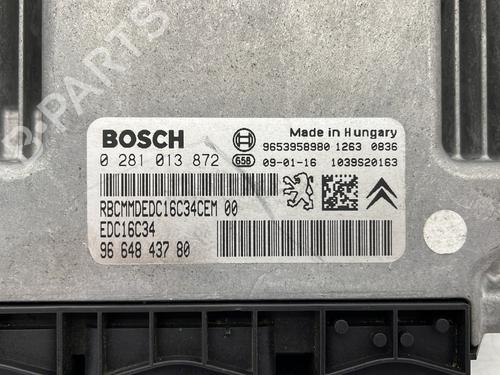 B-PARTS
BOSCH
Made in Hungary
9653958980 1263 0836
0 281 013 872
658
09-01-16 1039S20163
RBCMMDEDC16C34CEM 00
EDC16C34
96 648 437 80